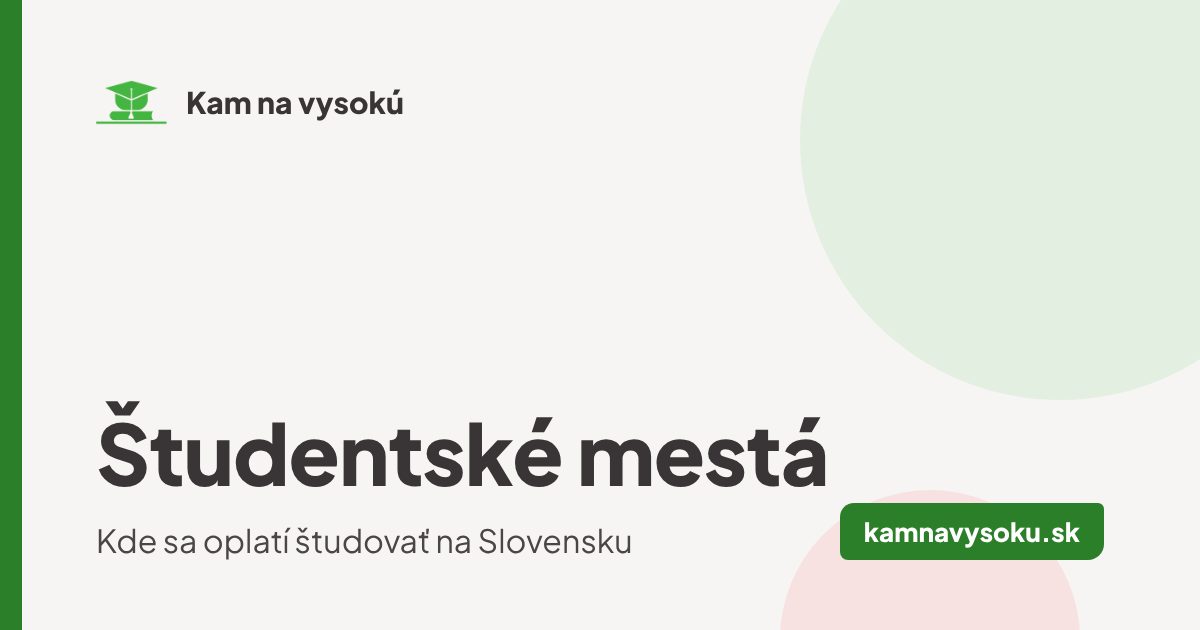 Kam na vysokú
Študentské mestá
Kde sa oplatí študovať na Slovensku
kamnavysoku.sk